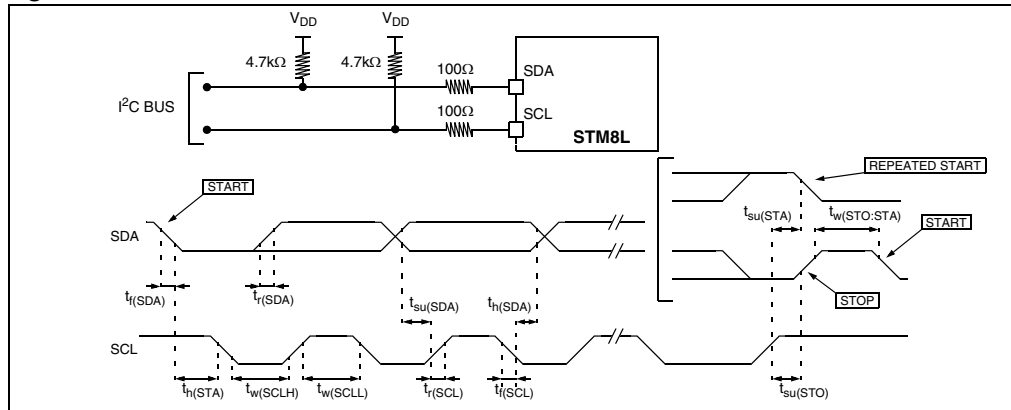 VDD VDD
4.7kΩ 4.7kΩ 100Ω SDA
I²C BUS
100Ω SCL
STM8L
REPEATED START
START
tsu(STA) tw(STO:STA)
START
SDA
STOP
tf(SDA) tr(SDA) tsu(SDA) th(SDA)
SCL
th(STA) tw(SCLH) tw(SCLL) tr(SCL) tf(SCL) tsu(STO)